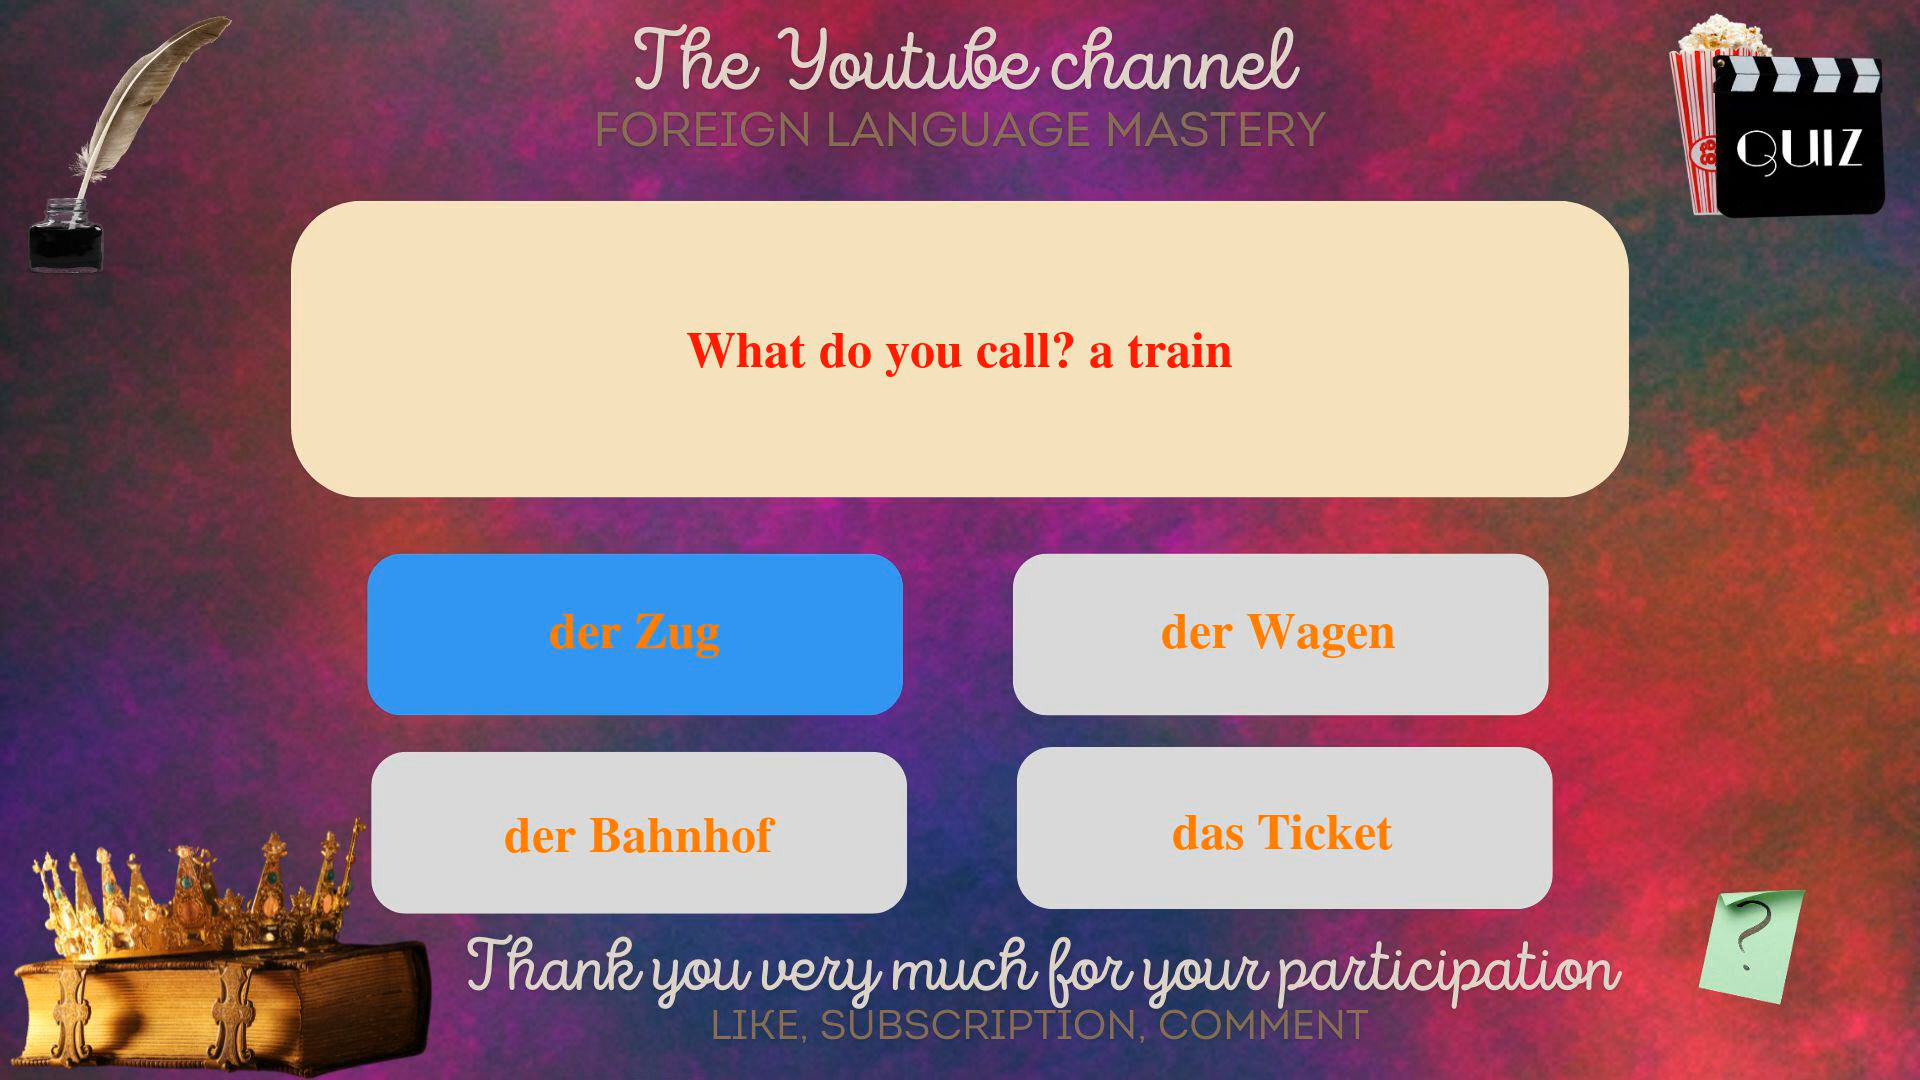 The Youtube channel
FOREIGN LANGUAGE MASTERY
QUIZ
88
What do you call? a train
der Zug
der Wagen
der Bahnhof
das Ticket
?
Thank you very much for your participation
LIKE, SUBSCRIPTION, COMMENT